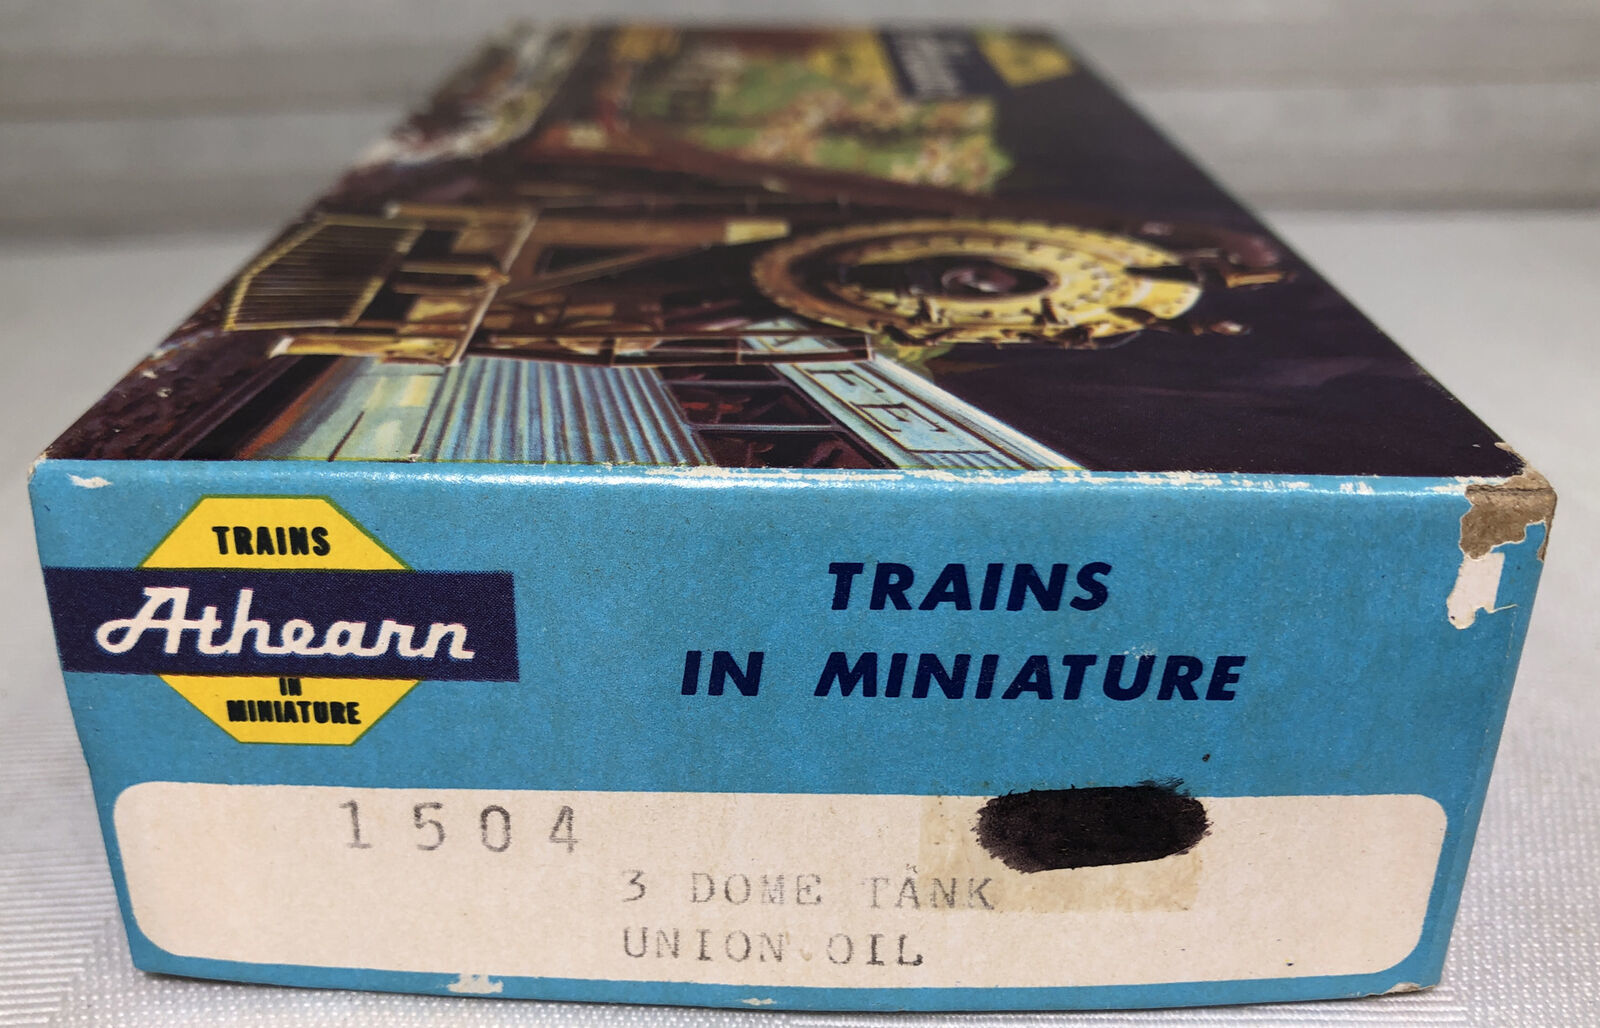 TRAINS
Athearn
IN
MINIATURE
TRAINS
IN MINIATURE
1504
3 DOME TANK
UNION OIL